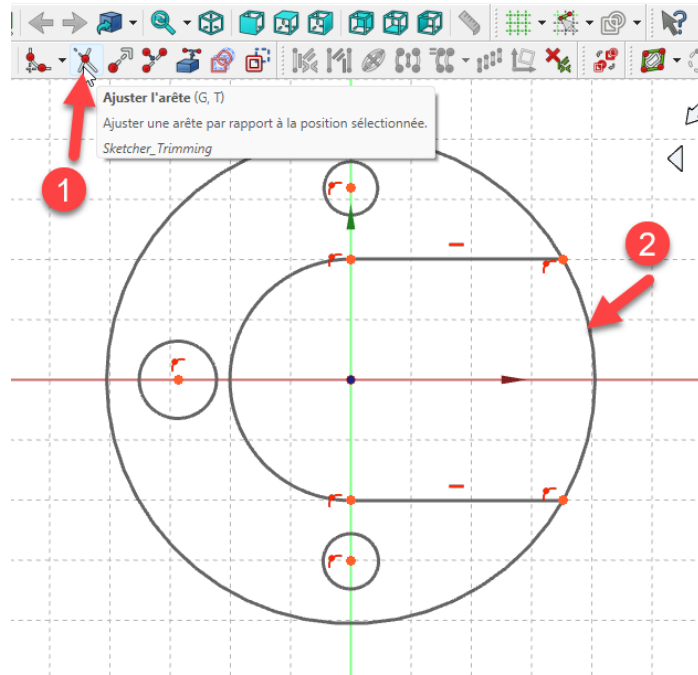 Ajuster l'arête (G, T)
Ajuster une arête par rapport à la position sélectionnée.
Sketcher_Trimming
1
2